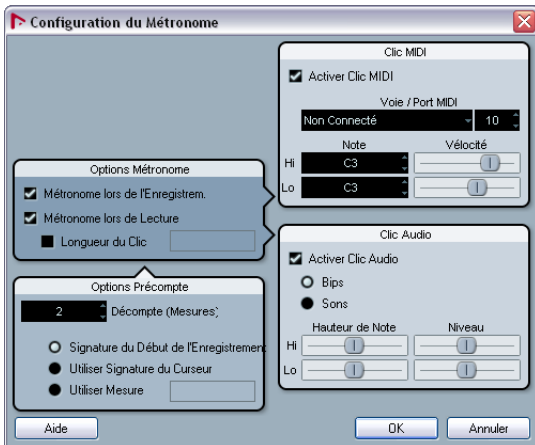 Configuration du Métronome
Clic MIDI
Activer Clic MIDI
Voie / Port MIDI
Non Connecté 10
Note Vélocité
Hi C3
Lo C3
Options Métronome
Métronome lors de l'Enregistrem.
Métronome lors de Lecture
Longueur du Clic
Clic Audio
Activer Clic Audio
Bips
Sons
Hauteur de Note Niveau
Hi
Lo
Options Précompte
2 Décompte (Mesures)
Signature du Début de l'Enregistrement
Utiliser Signature du Curseur
Utiliser Mesure
Aide
OK
Annuler